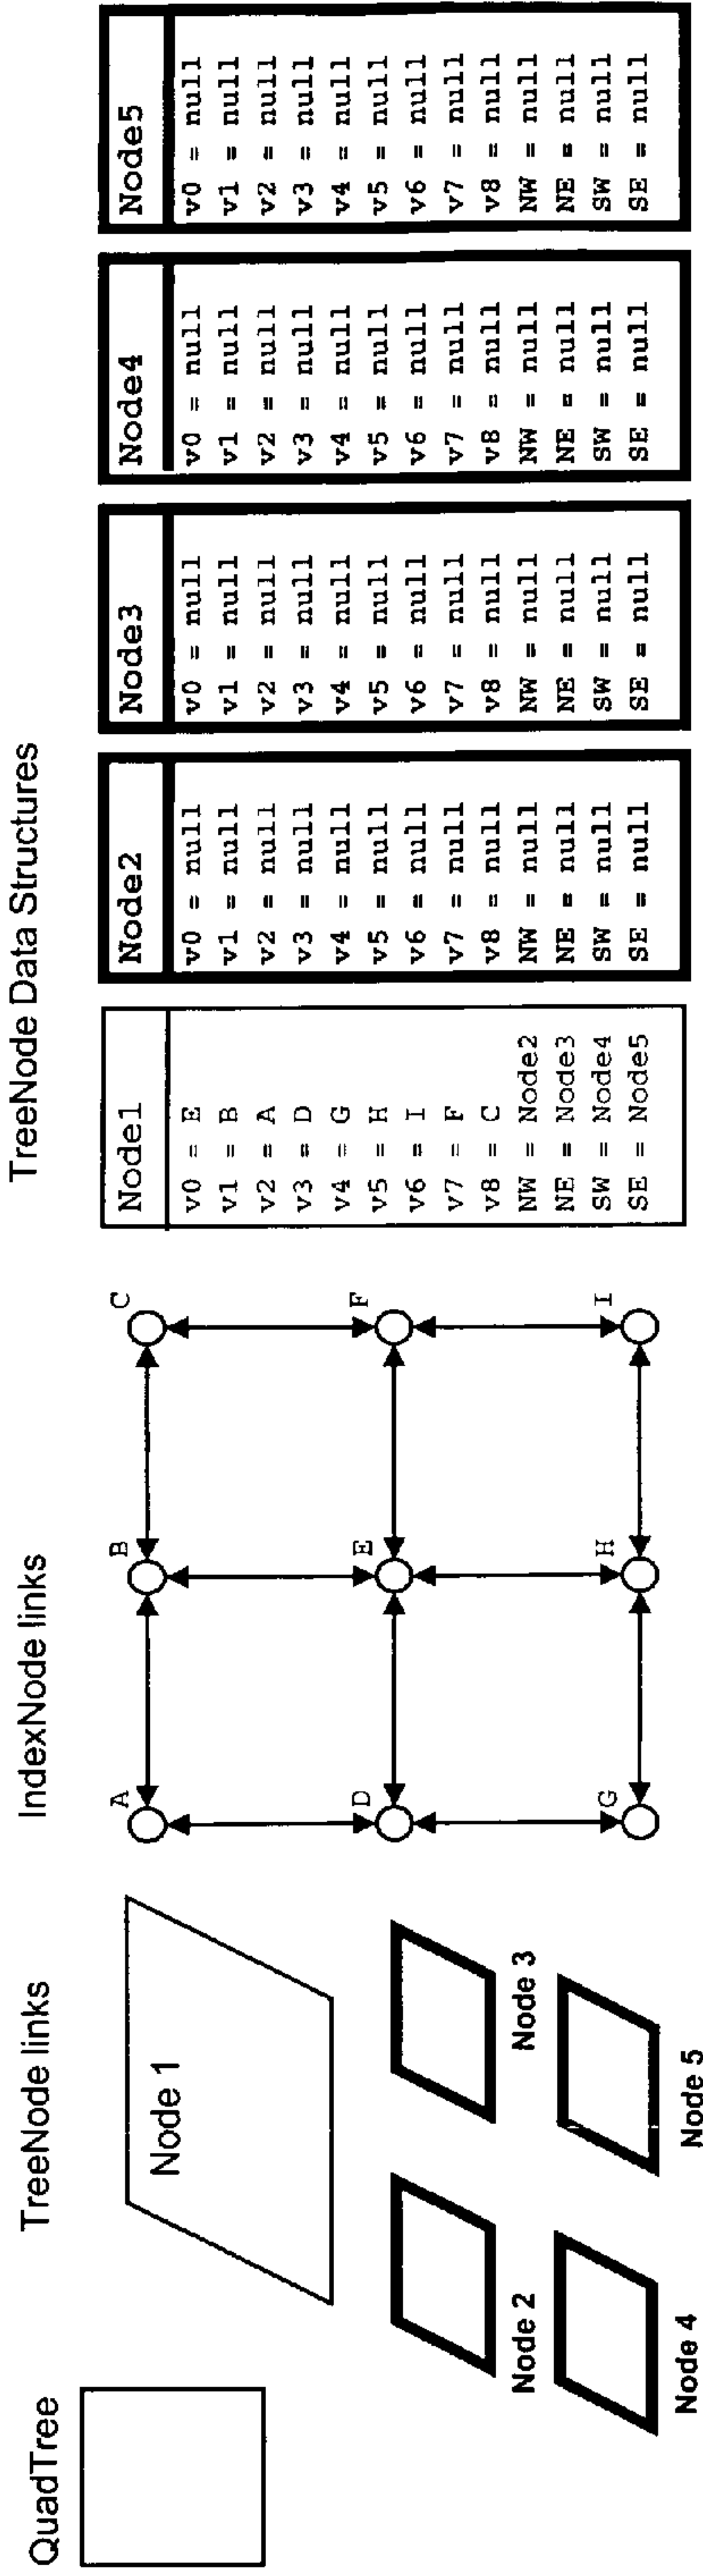 QuadTree
TreeNode links
IndexNode links
TreeNode Data Structures
Node 1
Node 2
Node 3
Node 4
Node 5
A
B
C
D
E
F
G
H
I
Node1
v0 = E
v1 = B
v2 = A
v3 = D
v4 = G
v5 = H
v6 = I
v7 = F
v8 = C
NW = Node2
NE = Node3
SW = Node4
SE = Node5
Node2
v0 = null
v1 = null
v2 = null
v3 = null
v4 = null
v5 = null
v6 = null
v7 = null
v8 = null
NW = null
NE = null
SW = null
SE = null
Node3
v0 = null
v1 = null
v2 = null
v3 = null
v4 = null
v5 = null
v6 = null
v7 = null
v8 = null
NW = null
NE = null
SW = null
SE = null
Node4
v0 = null
v1 = null
v2 = null
v3 = null
v4 = null
v5 = null
v6 = null
v7 = null
v8 = null
NW = null
NE = null
SW = null
SE = null
Node5
v0 = null
v1 = null
v2 = null
v3 = null
v4 = null
v5 = null
v6 = null
v7 = null
v8 = null
NW = null
NE = null
SW = null
SE = null